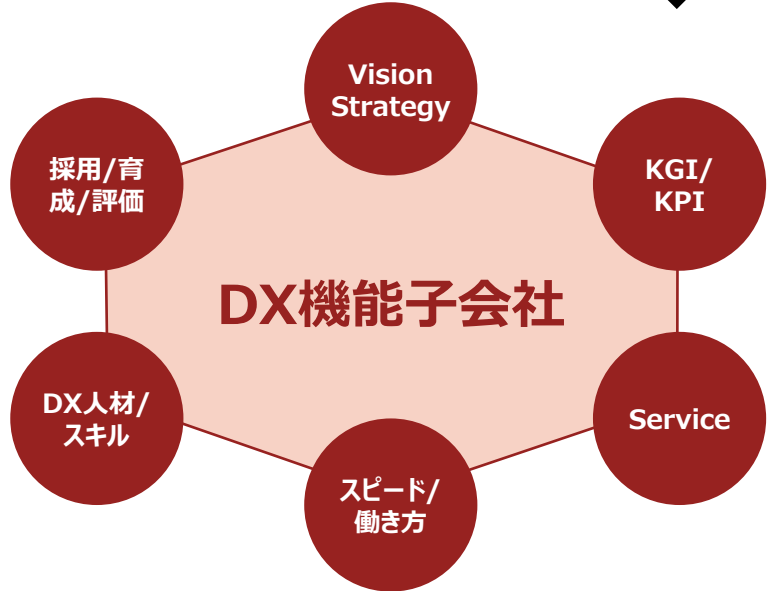 Vision
Strategy
採用/育
成/評価
KGI/
KPI
DX機能子会社
DX人材/
スキル
Service
スピード/
働き方